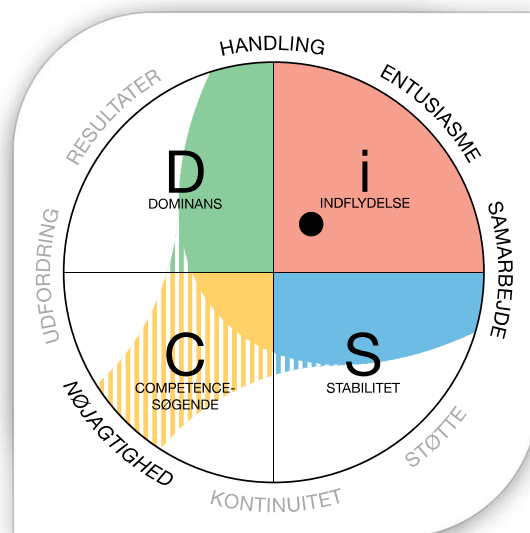 HANDLING
ENTUSIASME
RESULTATER
D
DOMINANS
i
INDFLYDELSE
UDFORDRING
SAMARBEJDE
C
COMPETENCE-
SØGENDE
S
STABILITET
NØJAGTIGHED
STØTTE
KONTINUITET